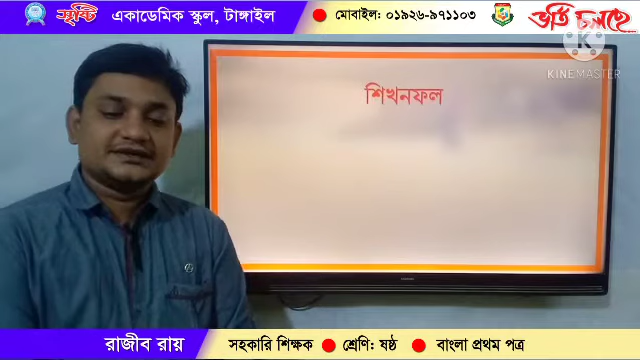 সৃষ্টি একাডেমিক স্কুল, টাঙ্গাইল মোবাইল: ০১৯২৬-৯৭১১০৩ ভর্তি চলছে...
KINEMASTER
শিখনফল
রাজীব রায় সহকারি শিক্ষক শ্রেণি: ষষ্ঠ বাংলা প্রথম পত্র